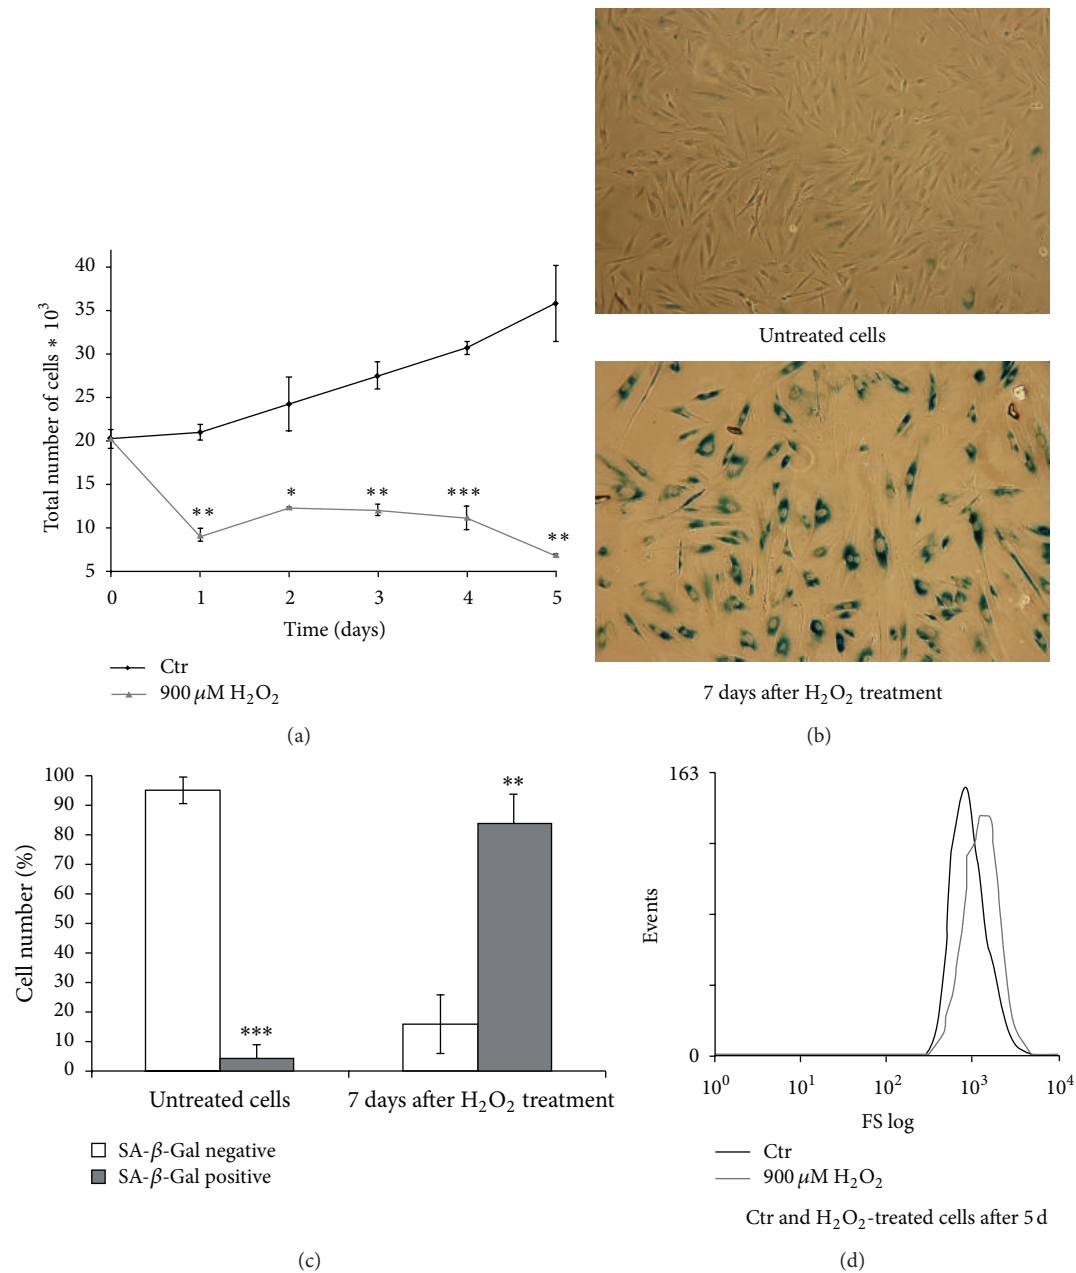 Total number of cells ∗ 10³
40
35
30
25
20
15
10
5
** * ** *** **
0 1 2 3 4 5
Time (days)
Ctr
900 μM H₂O₂
(a)
Untreated cells
7 days after H₂O₂ treatment
(b)
Cell number (%)
100
90
80
70
60
50
40
30
20
10
0
***
**
Untreated cells 7 days after H₂O₂ treatment
SA-β-Gal negative
SA-β-Gal positive
(c)
163
Events
0
10⁰ 10¹ 10² 10³ 10⁴
FS log
Ctr
900 μM H₂O₂
Ctr and H₂O₂-treated cells after 5 d
(d)